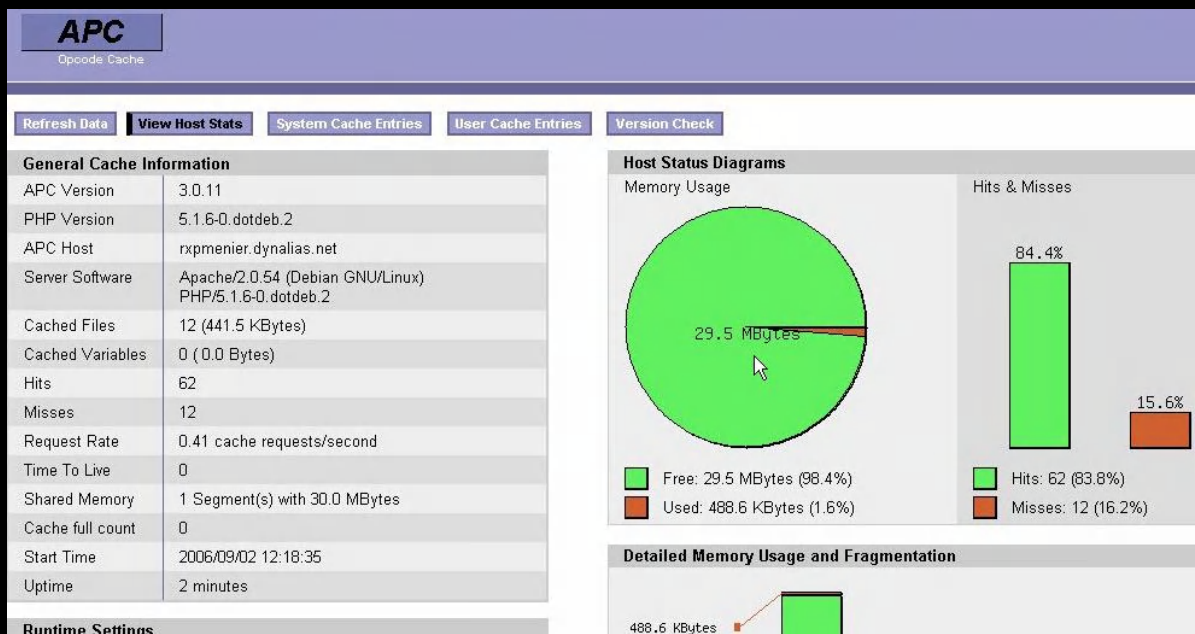 APC
Opcode Cache
Refresh Data
View Host Stats
System Cache Entries
User Cache Entries
Version Check
General Cache Information
APC Version 3.0.11
PHP Version 5.1.6-0.dotdeb.2
APC Host rxpmenier.dynalias.net
Server Software Apache/2.0.54 (Debian GNU/Linux)
PHP/5.1.6-0.dotdeb.2
Cached Files 12 (441.5 KBytes)
Cached Variables 0 ( 0.0 Bytes)
Hits 62
Misses 12
Request Rate 0.41 cache requests/second
Time To Live 0
Shared Memory 1 Segment(s) with 30.0 MBytes
Cache full count 0
Start Time 2006/09/02 12:18:35
Uptime 2 minutes
Runtime Settings
Host Status Diagrams
Memory Usage
29.5 MBytes
Free: 29.5 MBytes (98.4%)
Used: 488.6 KBytes (1.6%)
Hits & Misses
84.4%
15.6%
Hits: 62 (83.8%)
Misses: 12 (16.2%)
Detailed Memory Usage and Fragmentation
488.6 KBytes